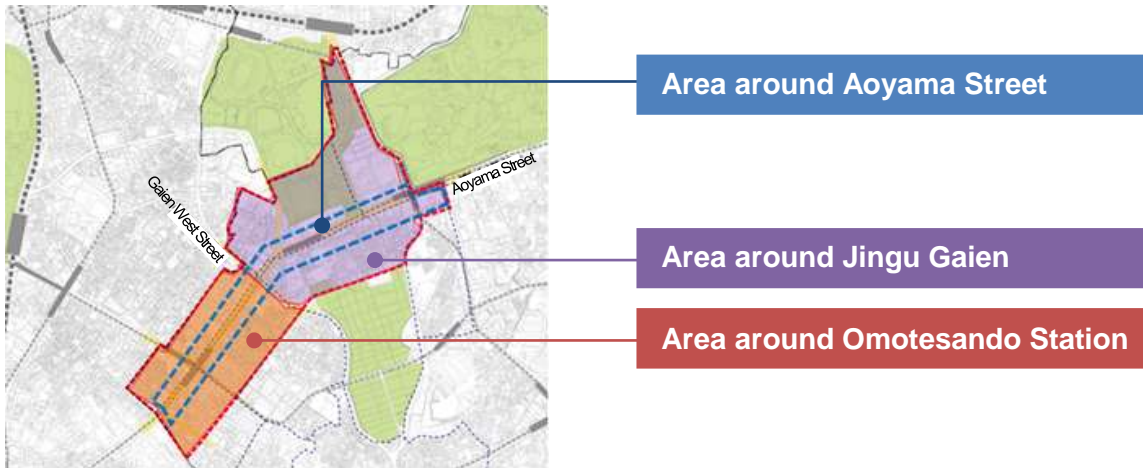 Area around Aoyama Street
Aoyama Street
Gaien West Street
Area around Jingu Gaien
Area around Omotesando Station